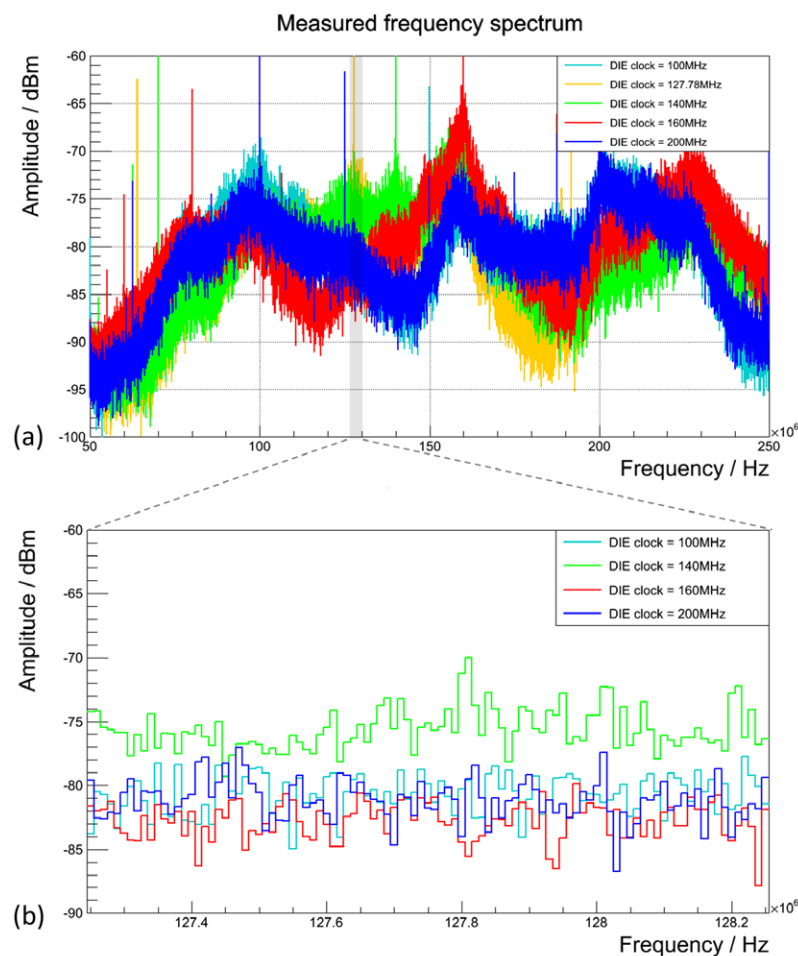 Measured frequency spectrum
Amplitude / dBm
-60
-65
-70
-75
-80
-85
-90
-95
-100
DIE clock = 100MHz
DIE clock = 127.78MHz
DIE clock = 140MHz
DIE clock = 160MHz
DIE clock = 200MHz
(a)
50 100 150 200 250
×10⁶
Frequency / Hz
Amplitude / dBm
-60
-65
-70
-75
-80
-85
-90
DIE clock = 100MHz
DIE clock = 140MHz
DIE clock = 160MHz
DIE clock = 200MHz
(b)
127.4 127.6 127.8 128 128.2
×10⁶
Frequency / Hz